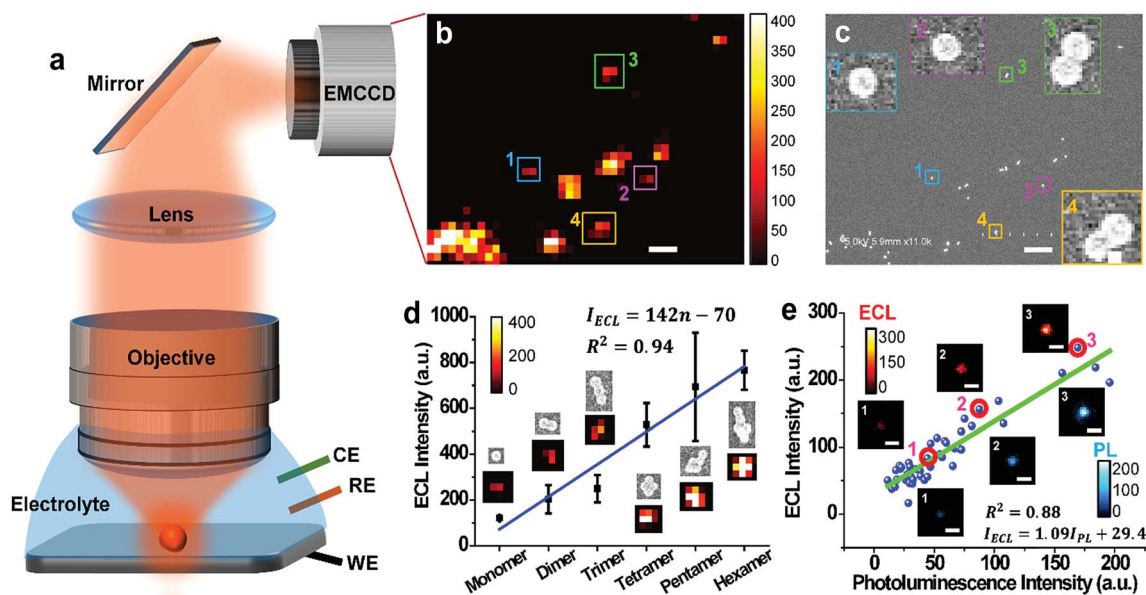 a
Mirror
EMCCD
Lens
Objective
Electrolyte
CE
RE
WE
b
3
1
2
4
400
350
300
250
200
150
100
50
0
c
2
3
1
3
1
2
4
4
5.0kV 5.9mm x11.0k
d
ECL Intensity (a.u.)
1000
800
600
400
200
0
400
200
0
I_ECL = 142n − 70
R² = 0.94
Monomer
Dimer
Trimer
Tetramer
Pentamer
Hexamer
e
ECL Intensity (a.u.)
300
200
100
0
ECL
300
150
0
3
3
2
2
3
1
1
2
1
PL
200
100
0
R² = 0.88
I_ECL = 1.09I_PL + 29.4
0
50
100
150
200
Photoluminescence Intensity (a.u.)